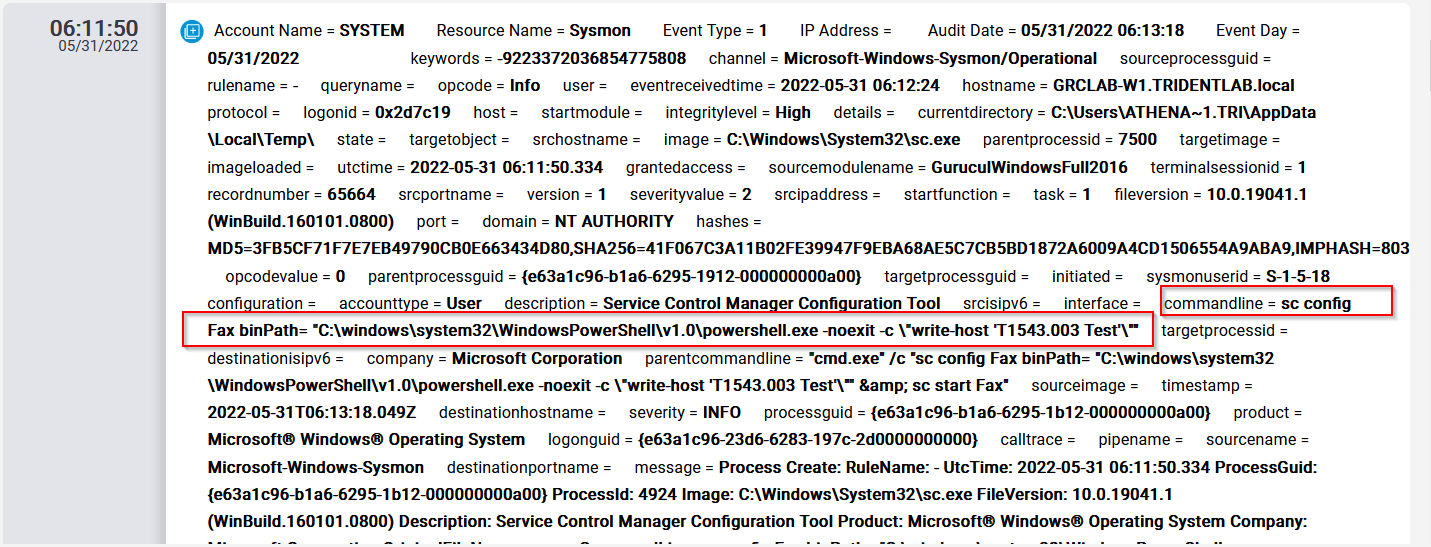 06:11:50
05/31/2022
Account Name = SYSTEM Resource Name = Sysmon Event Type = 1 IP Address = Audit Date = 05/31/2022 06:13:18 Event Day =
05/31/2022 keywords = -9223372036854775808 channel = Microsoft-Windows-Sysmon/Operational sourceprocessguid =
rulename = - queryname = opcode = Info user = eventreceivedtime = 2022-05-31 06:12:24 hostname = GRCLAB-W1.TRIDENTLAB.local
protocol = logonid = 0x2d7c19 host = startmodule = integritylevel = High details = currentdirectory = C:\Users\ATHENA~1.TRI\AppData
\Local\Temp\ state = targetobject = srchostname = image = C:\Windows\System32\sc.exe parentprocessid = 7500 targetimage =
imageloaded = utctime = 2022-05-31 06:11:50.334 grantedaccess = sourcemodulename = GuruculWindowsFull2016 terminalsessionid = 1
recordnumber = 65664 srcportname = version = 1 severityvalue = 2 srcipaddress = startfunction = task = 1 fileversion = 10.0.19041.1
(WinBuild.160101.0800) port = domain = NT AUTHORITY hashes =
MD5=3FB5CF71F7E7EB49790CB0E663434D80,SHA256=41F067C3A11B02FE39947F9EBA68AE5C7CB5BD1872A6009A4CD1506554A9ABA9,IMPHASH=803
opcodevalue = 0 parentprocessguid = {e63a1c96-b1a6-6295-1912-000000000a00} targetprocessguid = initiated = sysmonuserid = S-1-5-18
configuration = accounttype = User description = Service Control Manager Configuration Tool srcisipv6 = interface = commandline = sc config
Fax binPath= "C:\windows\system32\WindowsPowerShell\v1.0\powershell.exe -noexit -c \"write-host 'T1543.003 Test'\"" targetprocessid =
destinationisipv6 = company = Microsoft Corporation parentcommandline = "cmd.exe" /c "sc config Fax binPath= "C:\windows\system32
\WindowsPowerShell\v1.0\powershell.exe -noexit -c \"write-host 'T1543.003 Test'\"" &amp; sc start Fax" sourceimage = timestamp =
2022-05-31T06:13:18.049Z destinationhostname = severity = INFO processguid = {e63a1c96-b1a6-6295-1b12-000000000a00} product =
Microsoft® Windows® Operating System logonguid = {e63a1c96-23d6-6283-197c-2d0000000000} calltrace = pipename = sourcename =
Microsoft-Windows-Sysmon destinationportname = message = Process Create: RuleName: - UtcTime: 2022-05-31 06:11:50.334 ProcessGuid:
{e63a1c96-b1a6-6295-1b12-000000000a00} ProcessId: 4924 Image: C:\Windows\System32\sc.exe FileVersion: 10.0.19041.1
(WinBuild.160101.0800) Description: Service Control Manager Configuration Tool Product: Microsoft® Windows® Operating System Company: